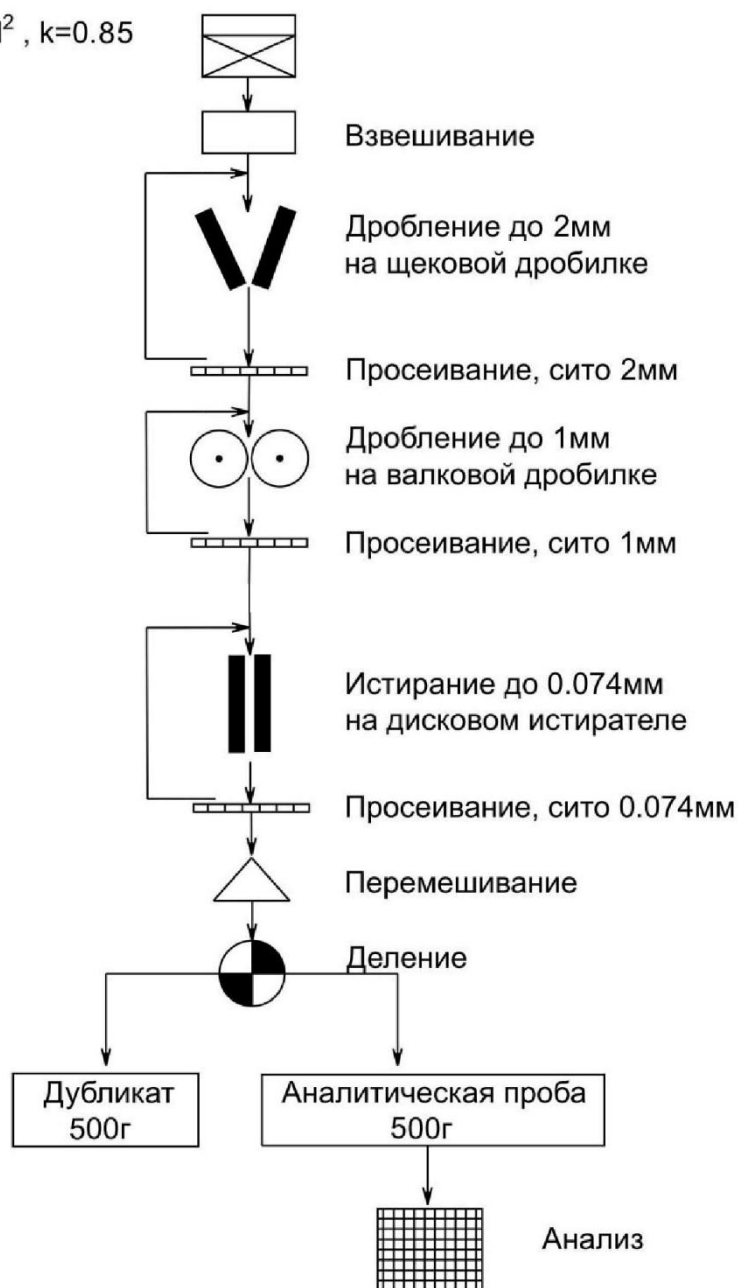 ², k=0.85
Взвешивание
Дробление до 2мм
на щековой дробилке
Просеивание, сито 2мм
Дробление до 1мм
на валковой дробилке
Просеивание, сито 1мм
Истирание до 0.074мм
на дисковом истирателе
Просеивание, сито 0.074мм
Перемешивание
Деление
Дубликат
500г
Аналитическая проба
500г
Анализ